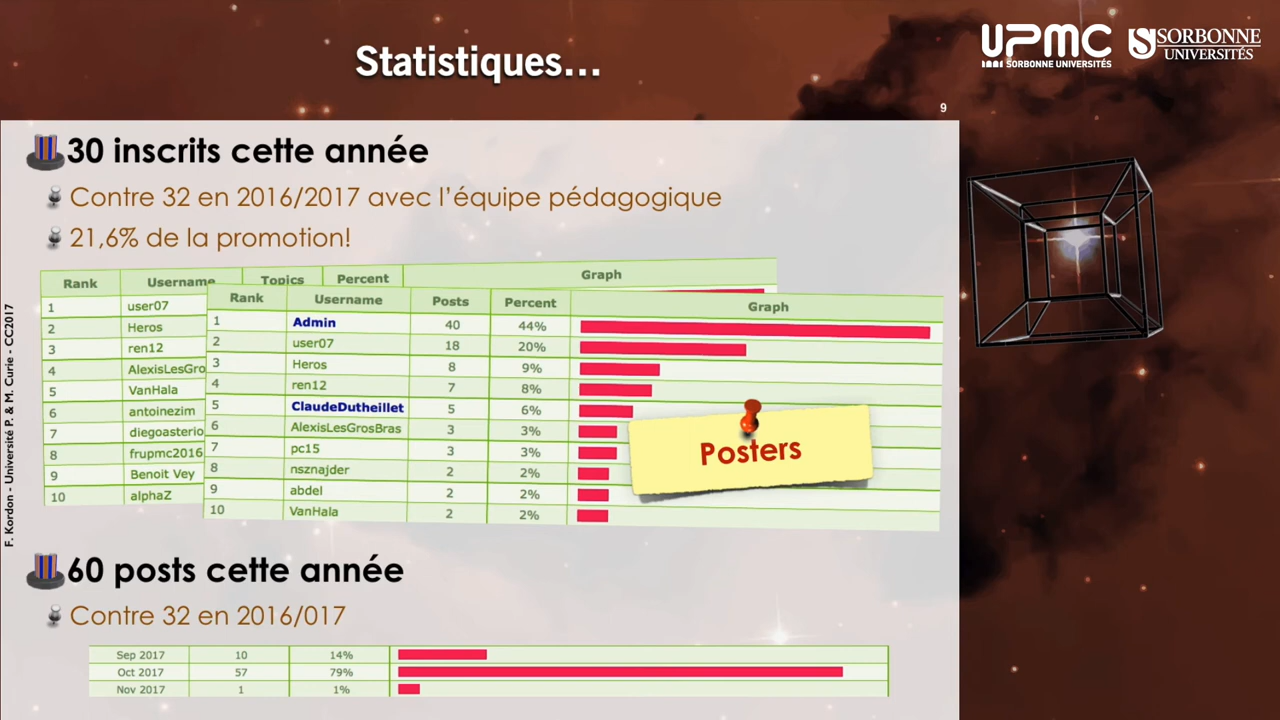 Statistiques...
UPMC
SORBONNE UNIVERSITÉS
SORBONNE
UNIVERSITÉS
9
30 inscrits cette année
Contre 32 en 2016/2017 avec l'équipe pédagogique
21,6% de la promotion!
Rank Username Topics Percent Graph
1 user07
2 Heros
3 ren12
4 AlexisLesGro
5 VanHala
6 antoinezim
7 diegoasterio
8 frupmc2016
9 Benoit Vey
10 alphaZ
Rank Username Posts Percent Graph
1 Admin 40 44%
2 user07 18 20%
3 Heros 8 9%
4 ren12 7 8%
5 ClaudeDutheillet 5 6%
6 AlexisLesGrosBras 3 3%
7 pc15 3 3%
8 nsznajder 2 2%
9 abdel 2 2%
10 VanHala 2 2%
Posters
60 posts cette année
Contre 32 en 2016/017
Sep 2017 10 14%
Oct 2017 57 79%
Nov 2017 1 1%
F. Kordon - Université P. & M. Curie - CC2017